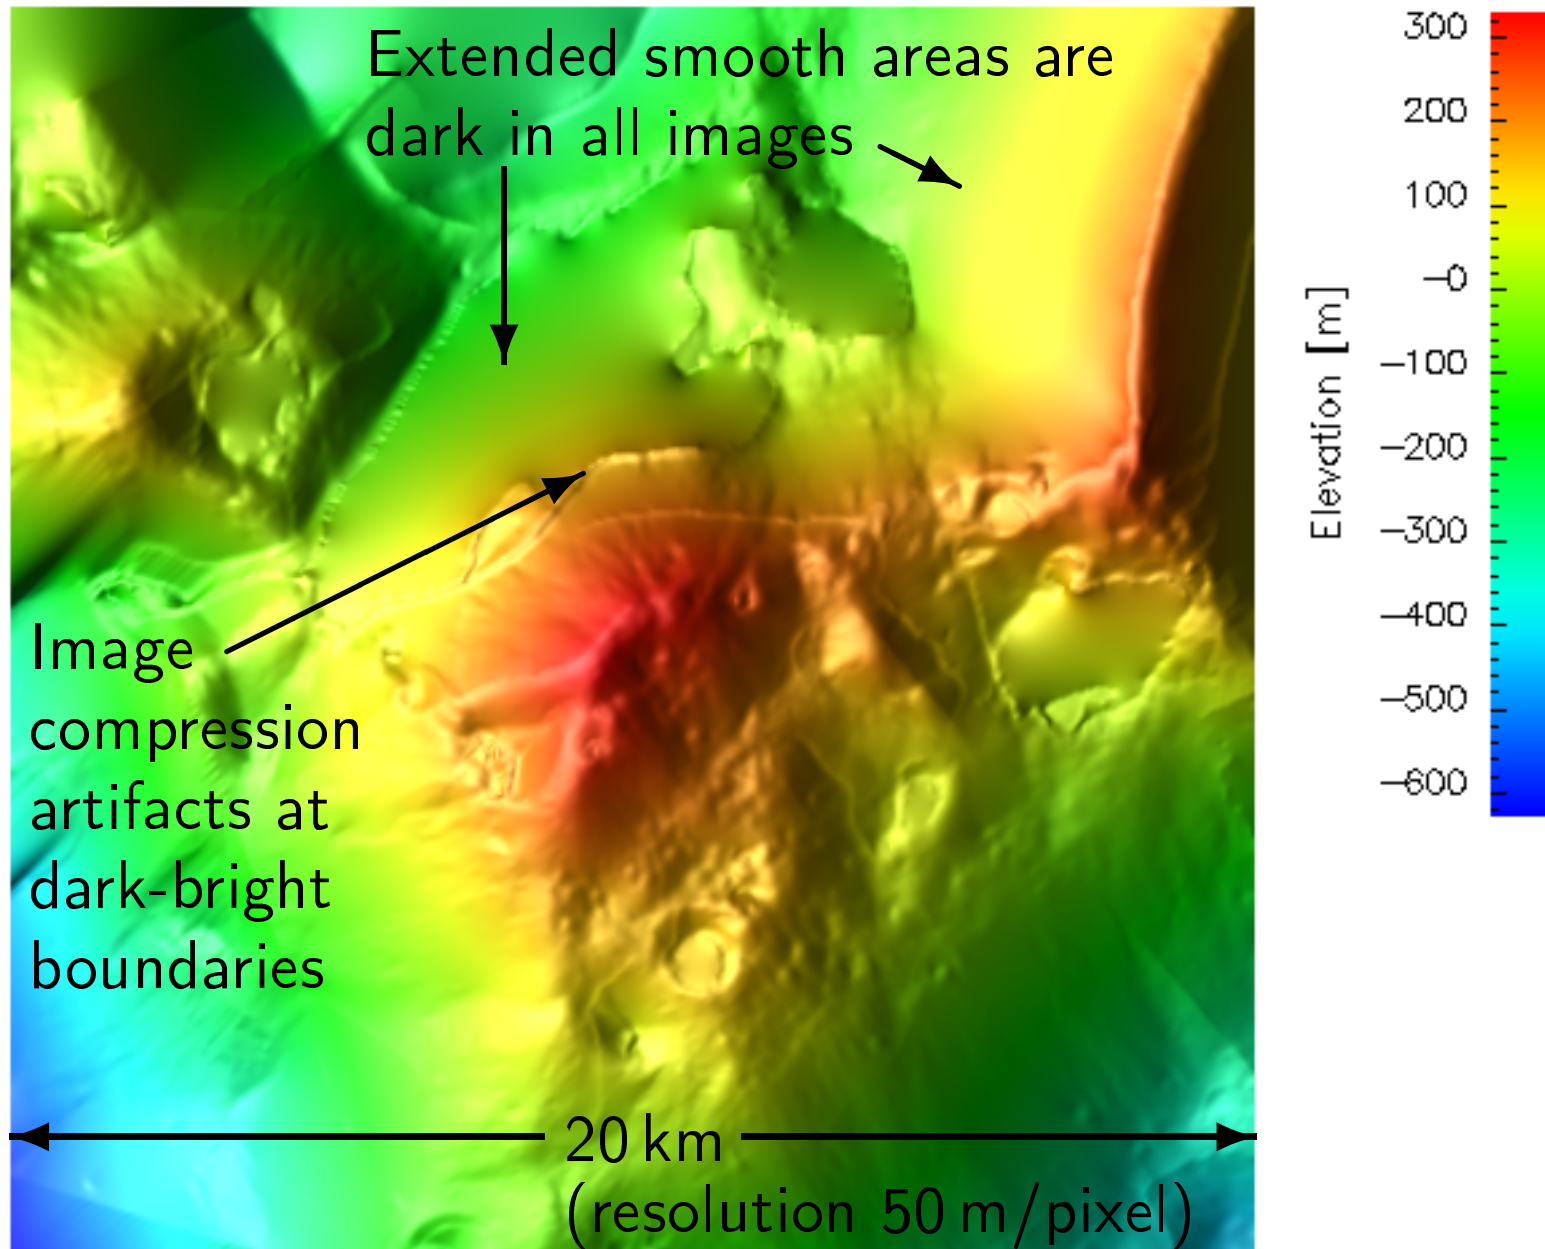 Extended smooth areas are
dark in all images
Image
compression
artifacts at
dark-bright
boundaries
20 km
(resolution 50 m/pixel)
300
200
100
−0
−100
−200
−300
−400
−500
−600
Elevation [m]